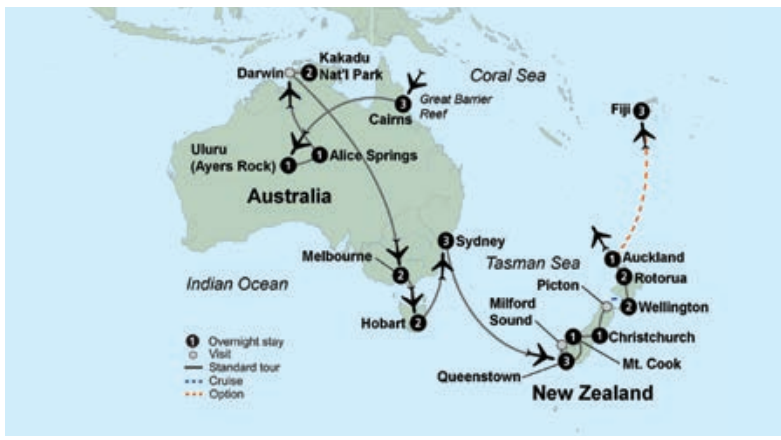 Kakadu
Darwin
2
Nat'l Park
Coral Sea
3
Great Barrier
Reef
Cairns
Fiji
3
Uluru
(Ayers Rock)
1
1
Alice Springs
Australia
3
Sydney
Melbourne
2
Tasman Sea
1
Auckland
2
Rotorua
Indian Ocean
Picton
2
Wellington
Hobart
2
Milford
Sound
1
1
Christchurch
Mt. Cook
Queenstown
3
New Zealand
1
Overnight stay
Visit
Standard tour
Cruise
Option